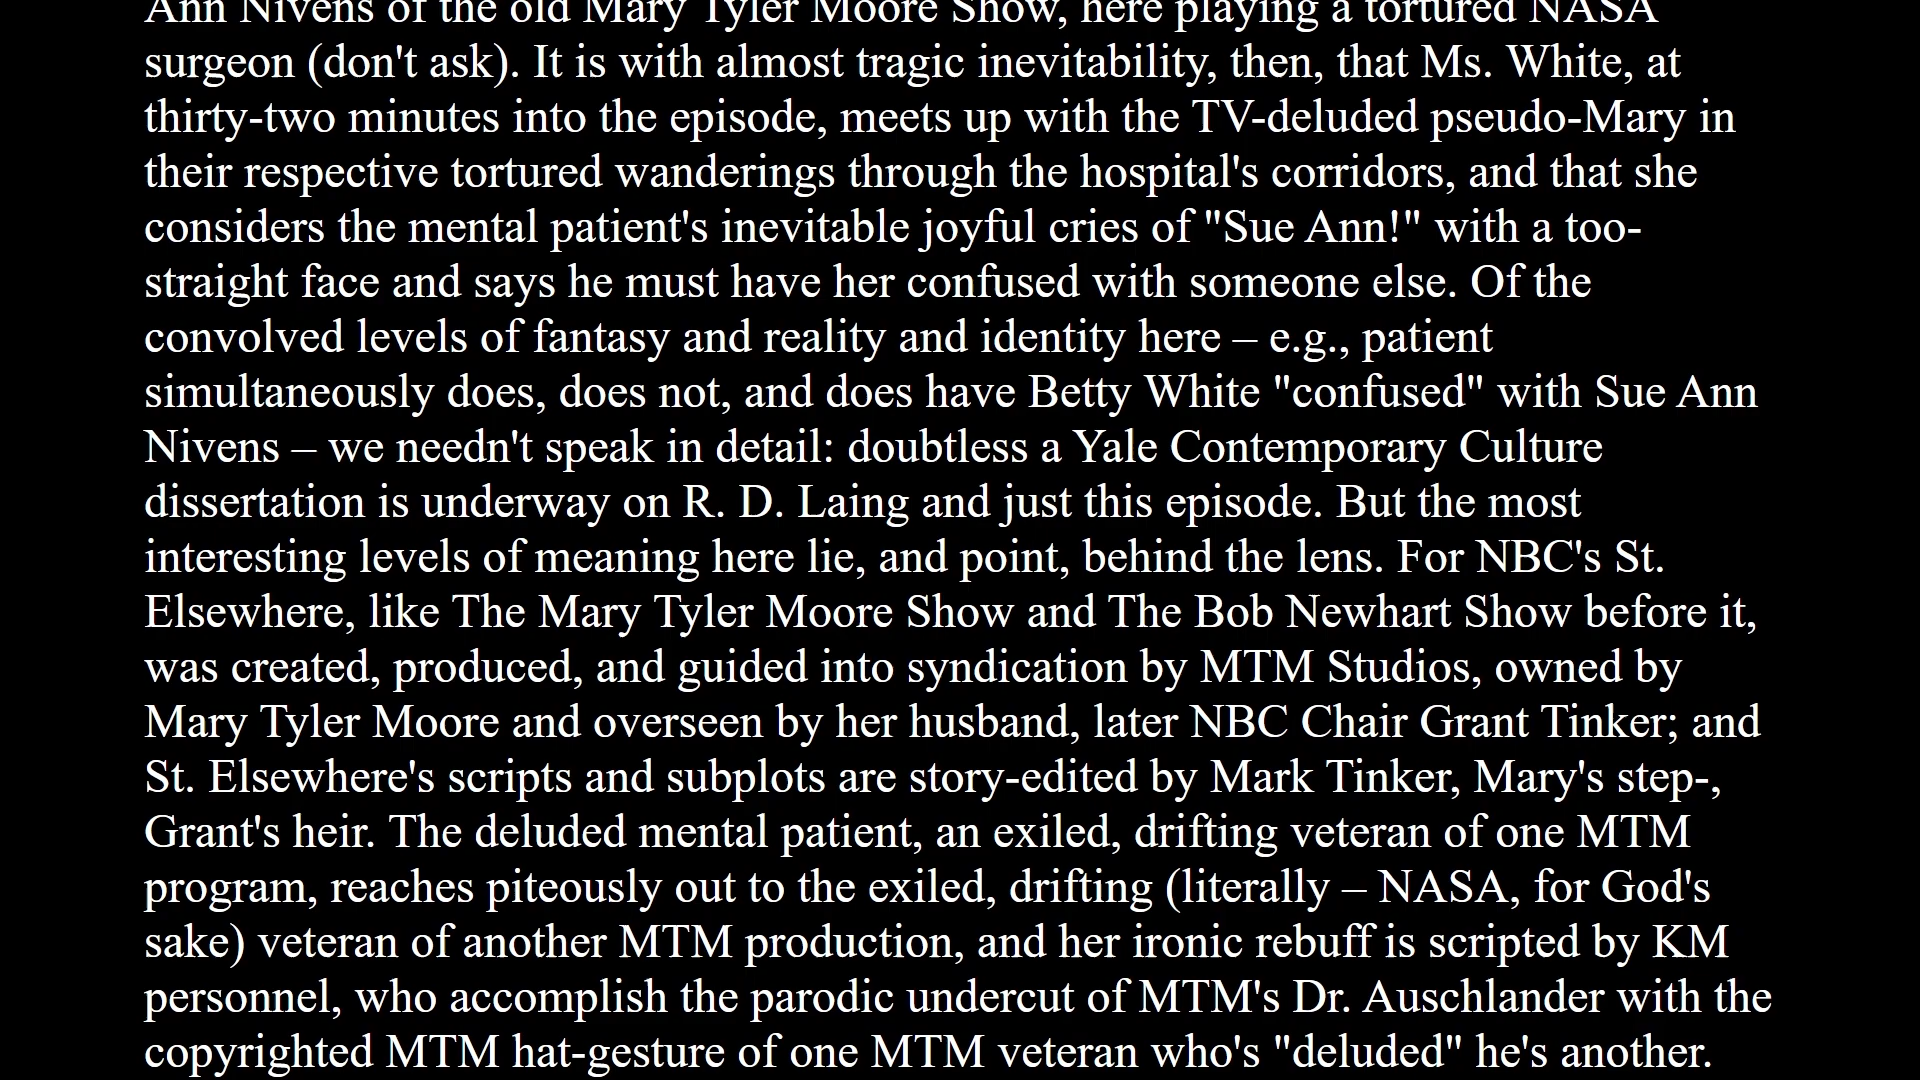 Ann Nivens of the old Mary Tyler Moore Show, here playing a tortured NASA
surgeon (don't ask). It is with almost tragic inevitability, then, that Ms. White, at
thirty-two minutes into the episode, meets up with the TV-deluded pseudo-Mary in
their respective tortured wanderings through the hospital's corridors, and that she
considers the mental patient's inevitable joyful cries of "Sue Ann!" with a too-
straight face and says he must have her confused with someone else. Of the
convolved levels of fantasy and reality and identity here – e.g., patient
simultaneously does, does not, and does have Betty White "confused" with Sue Ann
Nivens – we needn't speak in detail: doubtless a Yale Contemporary Culture
dissertation is underway on R. D. Laing and just this episode. But the most
interesting levels of meaning here lie, and point, behind the lens. For NBC's St.
Elsewhere, like The Mary Tyler Moore Show and The Bob Newhart Show before it,
was created, produced, and guided into syndication by MTM Studios, owned by
Mary Tyler Moore and overseen by her husband, later NBC Chair Grant Tinker; and
St. Elsewhere's scripts and subplots are story-edited by Mark Tinker, Mary's step-,
Grant's heir. The deluded mental patient, an exiled, drifting veteran of one MTM
program, reaches piteously out to the exiled, drifting (literally – NASA, for God's
sake) veteran of another MTM production, and her ironic rebuff is scripted by KM
personnel, who accomplish the parodic undercut of MTM's Dr. Auschlander with the
copyrighted MTM hat-gesture of one MTM veteran who's "deluded" he's another.